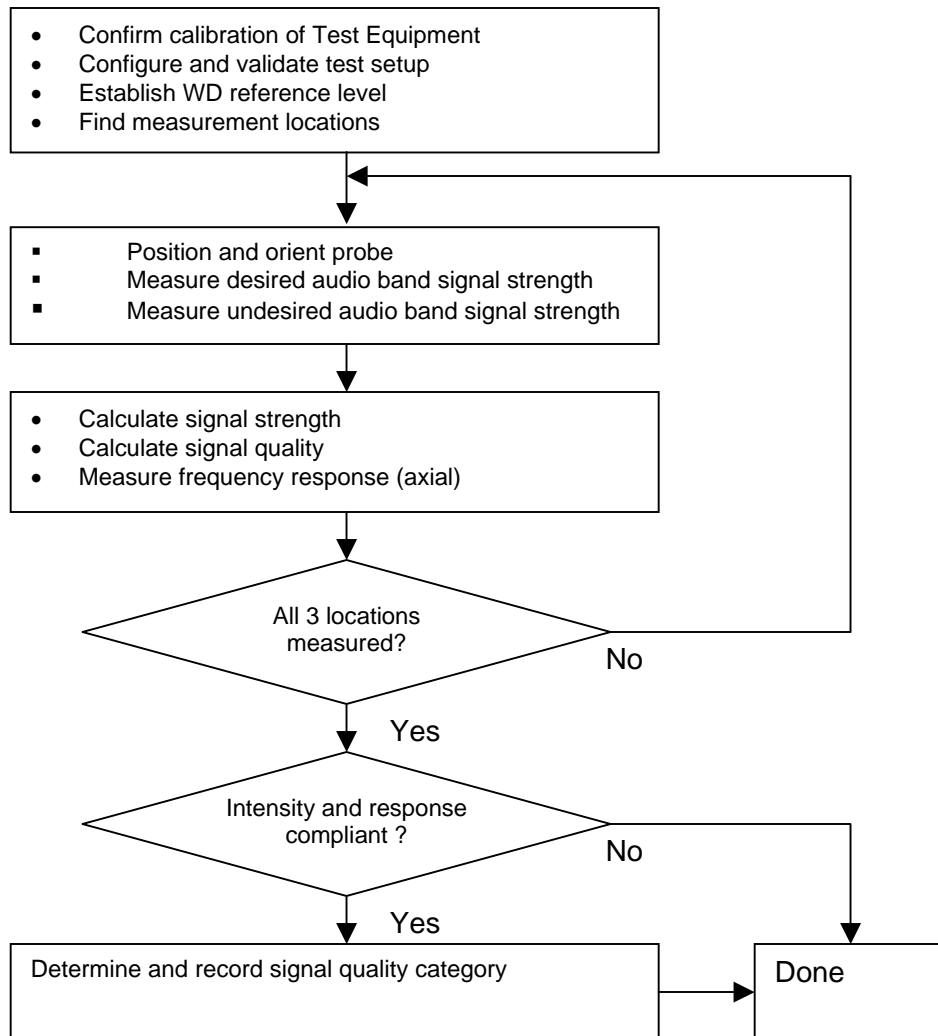 • Confirm calibration of Test Equipment
• Configure and validate test setup
• Establish WD reference level
• Find measurement locations
▪ Position and orient probe
▪ Measure desired audio band signal strength
▪ Measure undesired audio band signal strength
• Calculate signal strength
• Calculate signal quality
• Measure frequency response (axial)
All 3 locations
measured?
No
Yes
Intensity and response
compliant ?
No
Yes
Determine and record signal quality category
Done